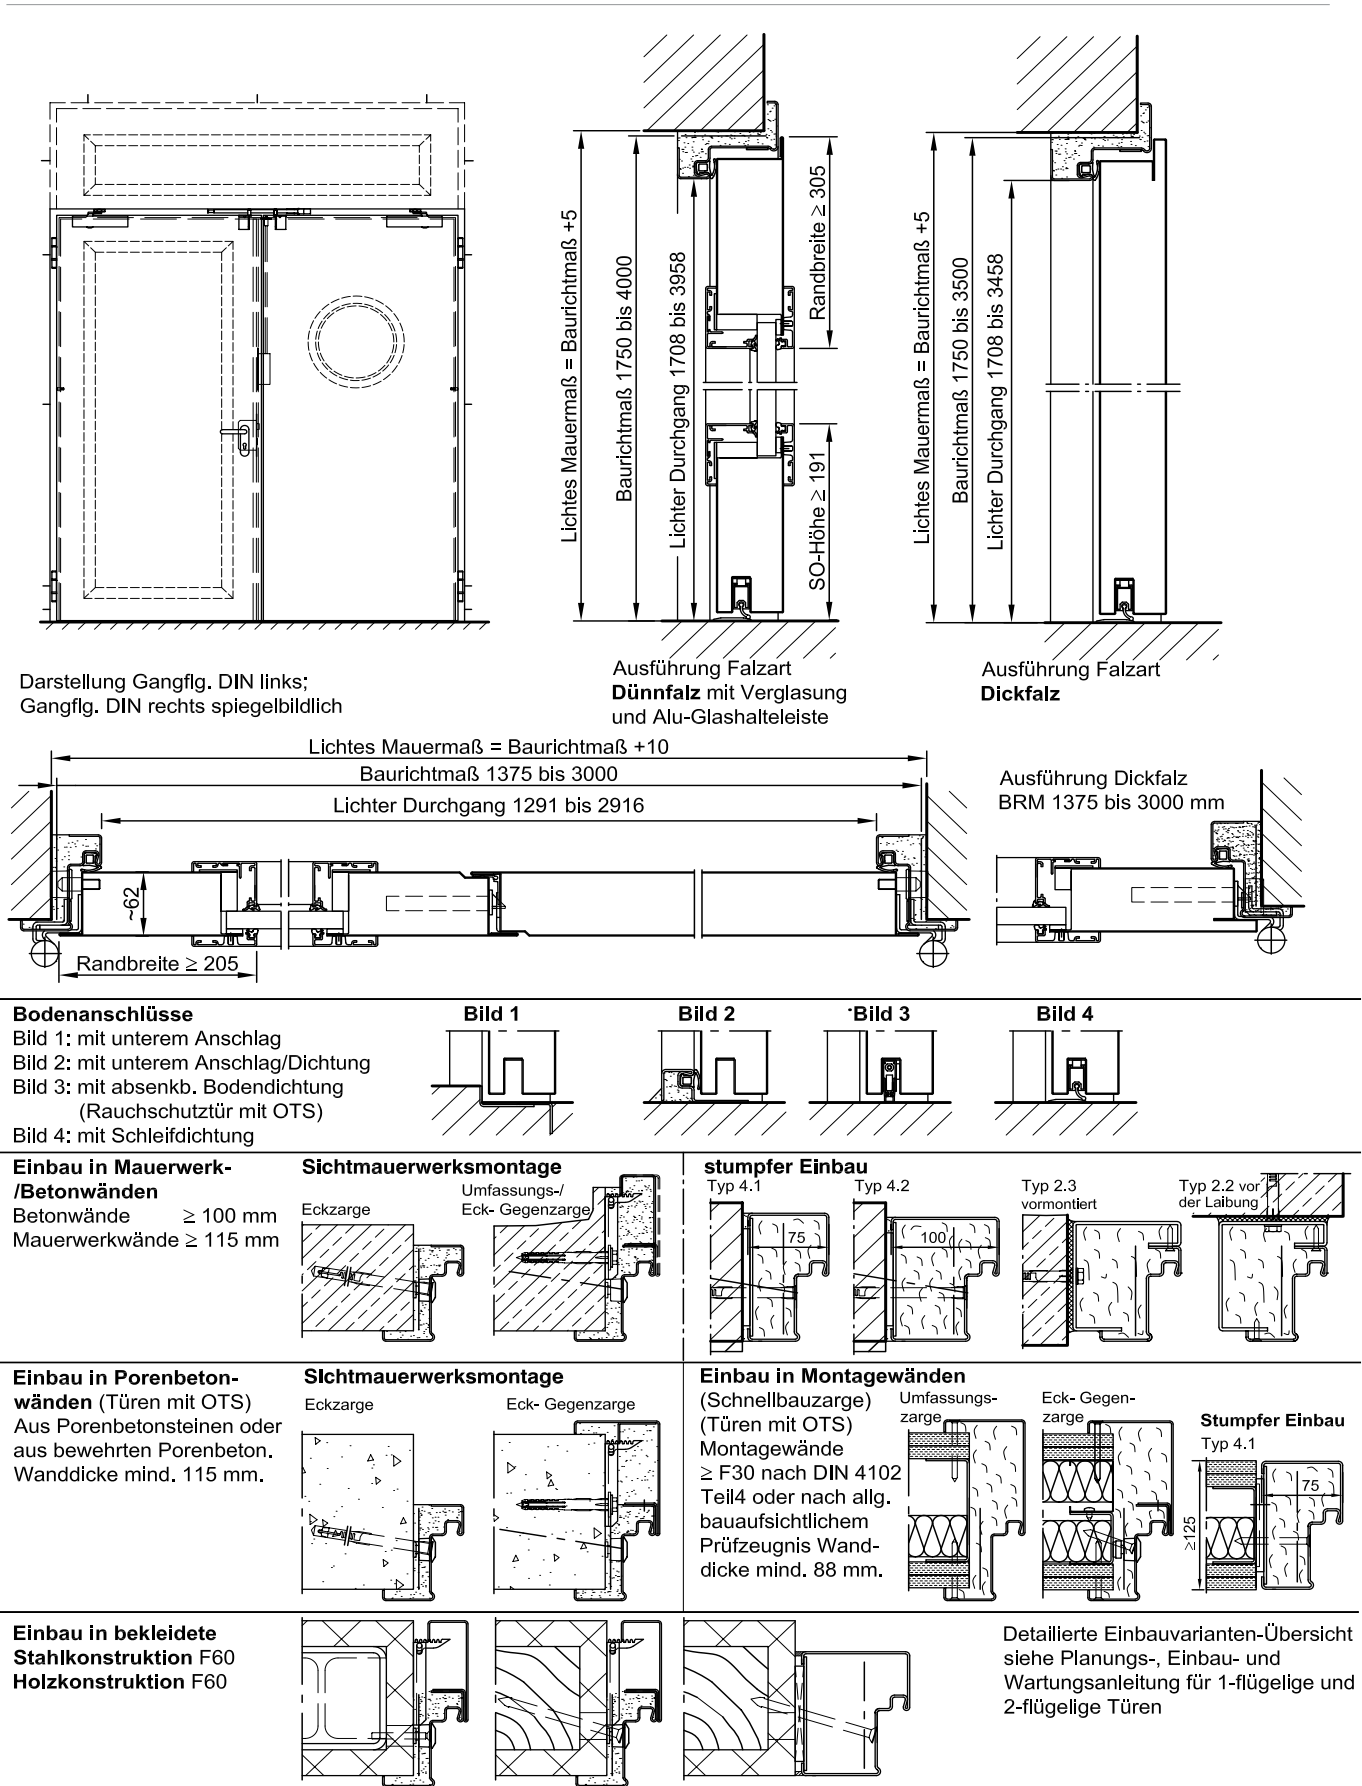 Lichtes Mauermaß = Baurichtmaß +5
Baurichtmaß 1750 bis 4000
Lichter Durchgang 1708 bis 3958
Randbreite ≥ 305
SO-Höhe ≥ 191
Lichtes Mauermaß = Baurichtmaß +5
Baurichtmaß 1750 bis 3500
Lichter Durchgang 1708 bis 3458
Darstellung Gangflg. DIN links;
Gangflg. DIN rechts spiegelbildlich
Ausführung Falzart
Dünnfalz mit Verglasung
und Alu-Glashalteleiste
Ausführung Falzart
Dickfalz
Lichtes Mauermaß = Baurichtmaß +10
Baurichtmaß 1375 bis 3000
Lichter Durchgang 1291 bis 2916
~62
Randbreite ≥ 205
Ausführung Dickfalz
BRM 1375 bis 3000 mm
Bodenanschlüsse
Bild 1: mit unterem Anschlag
Bild 2: mit unterem Anschlag/Dichtung
Bild 3: mit absenkb. Bodendichtung
(Rauchschutztür mit OTS)
Bild 4: mit Schleifdichtung
Bild 1
Bild 2
Bild 3
Bild 4
Einbau in Mauerwerk-
/Betonwänden
Betonwände ≥ 100 mm
Mauerwerkwände ≥ 115 mm
Sichtmauerwerksmontage
Eckzarge
Umfassungs-/
Eck- Gegenzarge
stumpfer Einbau
Typ 4.1
75
Typ 4.2
100
Typ 2.3
vormontiert
Typ 2.2 vor
der Laibung
Einbau in Porenbeton-
wänden (Türen mit OTS)
Aus Porenbetonsteinen oder
aus bewehrten Porenbeton.
Wanddicke mind. 115 mm.
Sichtmauerwerksmontage
Eckzarge
Eck- Gegenzarge
Einbau in Montagewänden
(Schnellbauzarge)
(Türen mit OTS)
Montagewände
≥ F30 nach DIN 4102
Teil4 oder nach allg.
bauaufsichtlichem
Prüfzeugnis Wand-
dicke mind. 88 mm.
Umfassungs-
zarge
Eck- Gegen-
zarge
Stumpfer Einbau
Typ 4.1
75
≥125
Einbau in bekleidete
Stahlkonstruktion F60
Holzkonstruktion F60
Detailierte Einbauvarianten-Übersicht
siehe Planungs-, Einbau- und
Wartungsanleitung für 1-flügelige und
2-flügelige Türen